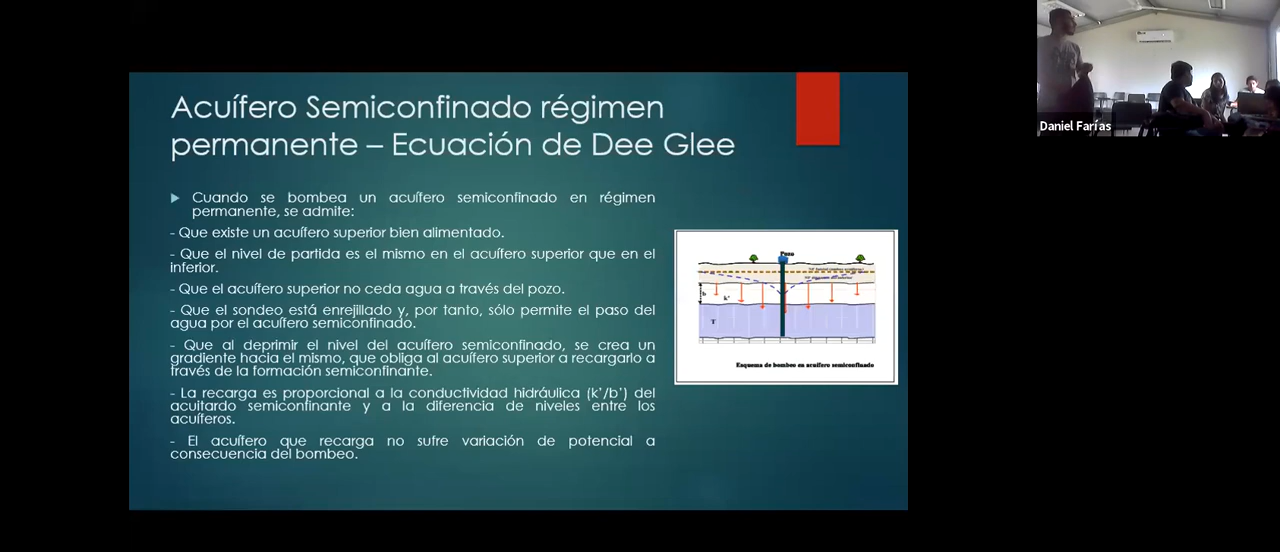 Acuífero Semiconfinado régimen
permanente – Ecuación de Dee Glee
Cuando se bombea un acuífero semiconfinado en régimen
permanente, se admite:
- Que existe un acuífero superior bien alimentado.
- Que el nivel de partida es el mismo en el acuífero superior que en el
inferior.
- Que el acuífero superior no ceda agua a través del pozo.
- Que el sondeo está enrejillado y, por tanto, sólo permite el paso del
agua por el acuífero semiconfinado.
- Que al deprimir el nivel del acuífero semiconfinado, se crea un
gradiente hacia el mismo, que obliga al acuífero superior a recargarlo a
través de la formación semiconfinante.
- La recarga es proporcional a la conductividad hidráulica (k'/b') del
acuitardo semiconfinante y a la diferencia de niveles entre los
acuíferos.
- El acuífero que recarga no sufre variación de potencial a
consecuencia del bombeo.
Pozo
b
k'
T
Esquema de bombeo en acuífero semiconfinado
Daniel Farías